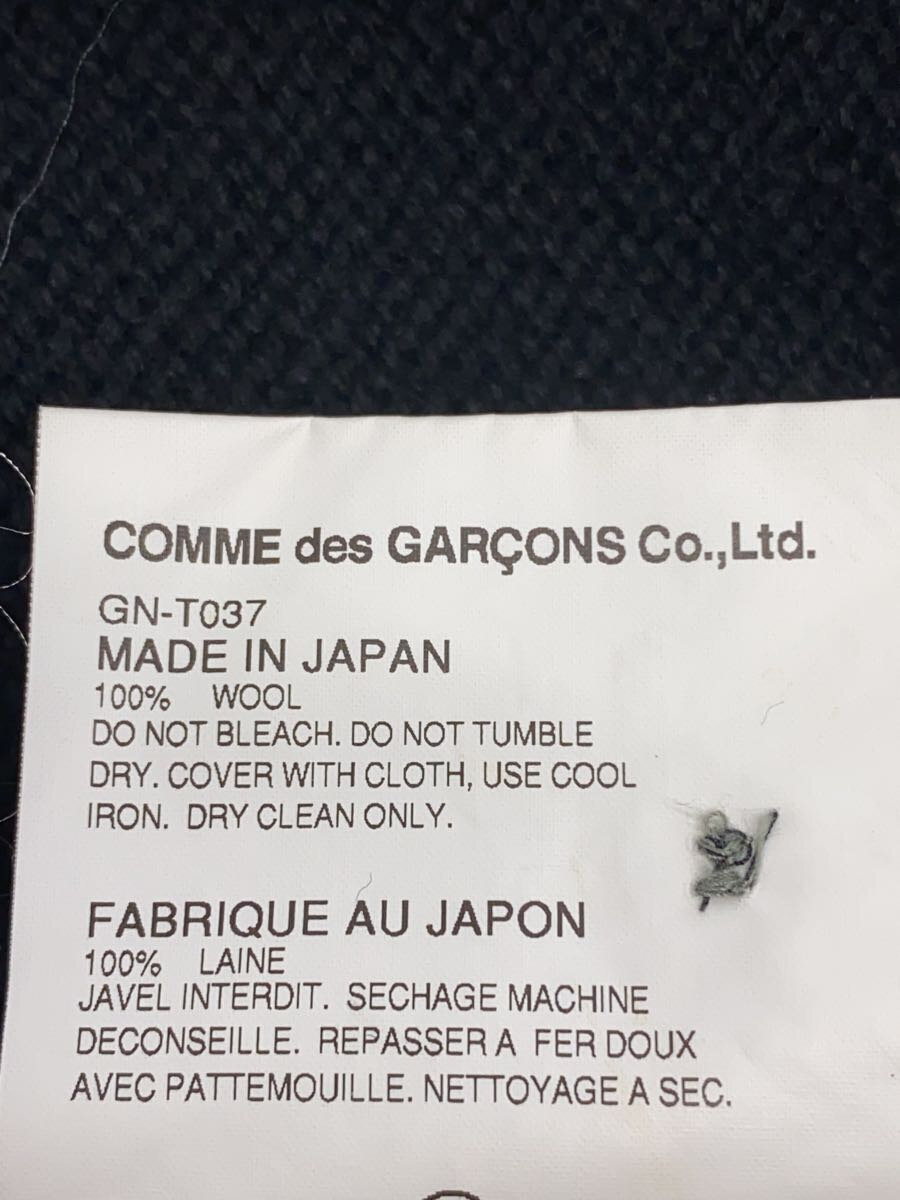 COMME des GARÇONS Co.,Ltd.
GN-T037
MADE IN JAPAN
100% WOOL
DO NOT BLEACH. DO NOT TUMBLE
DRY. COVER WITH CLOTH, USE COOL
IRON. DRY CLEAN ONLY.
FABRIQUE AU JAPON
100% LAINE
JAVEL INTERDIT. SECHAGE MACHINE
DECONSEILLE. REPASSER A FER DOUX
AVEC PATTEMOUILLE. NETTOYAGE A SEC.